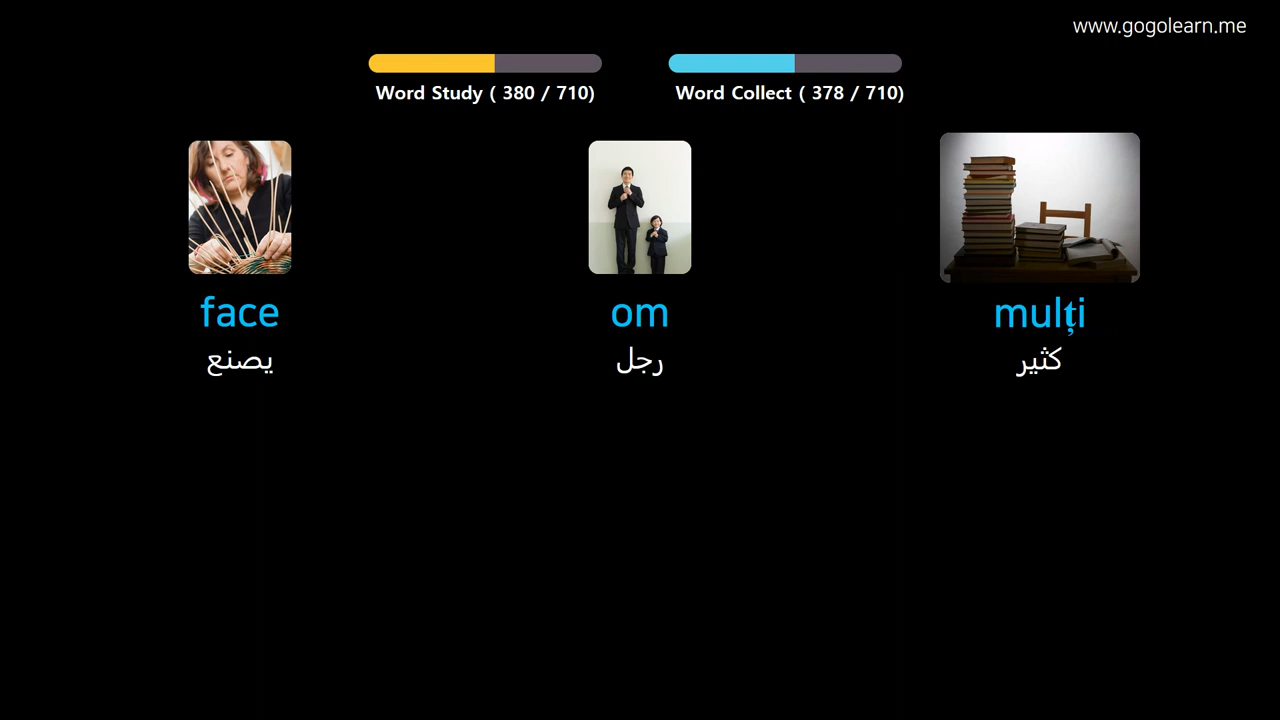 www.gogolearn.me
Word Study ( 380 / 710)
Word Collect ( 378 / 710)
face
om
mulți
يصنع
رجل
كثير